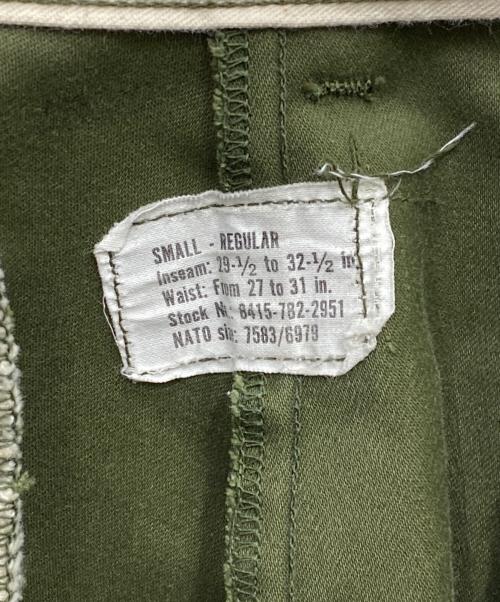 SMALL - REGULAR
Inseam: 29-½ to 32-½ in.
Waist: From 27 to 31 in.
Stock N.: 8415-782-2951
NATO size: 7583/6979